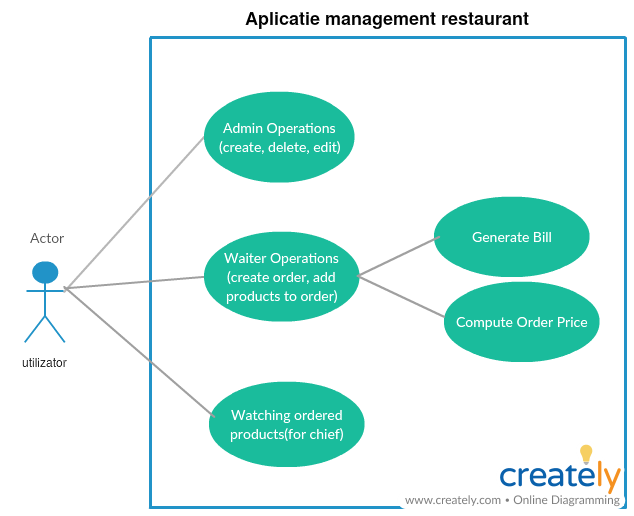 Aplicatie management restaurant
Admin Operations
(create, delete, edit)
Actor
utilizator
Waiter Operations
(create order, add
products to order)
Generate Bill
Compute Order Price
Watching ordered
products(for chief)
creately
www.creately.com • Online Diagramming